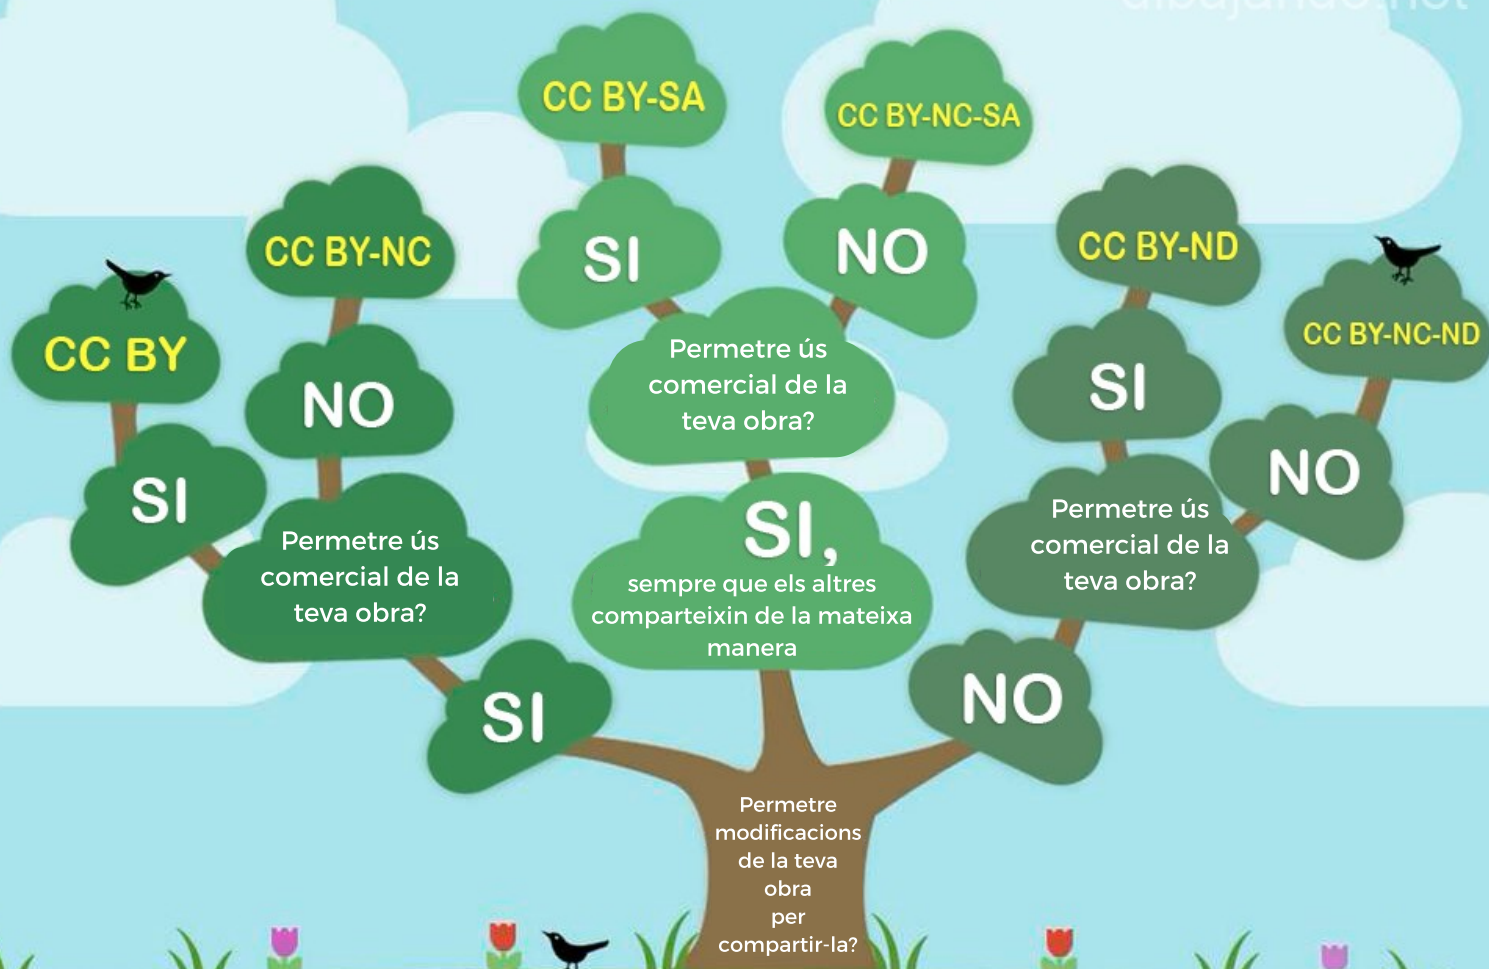 dibujando.net
CC BY-SA
CC BY-NC-SA
CC BY-NC
CC BY-ND
CC BY
CC BY-NC-ND
SI
NO
NO
SI
SI
NO
Permetre ús
comercial de la
teva obra?
Permetre ús
comercial de la
teva obra?
Permetre ús
comercial de la
teva obra?
SI,
sempre que els altres
comparteixin de la mateixa
manera
SI
NO
Permetre
modificacions
de la teva
obra
per
compartir-la?